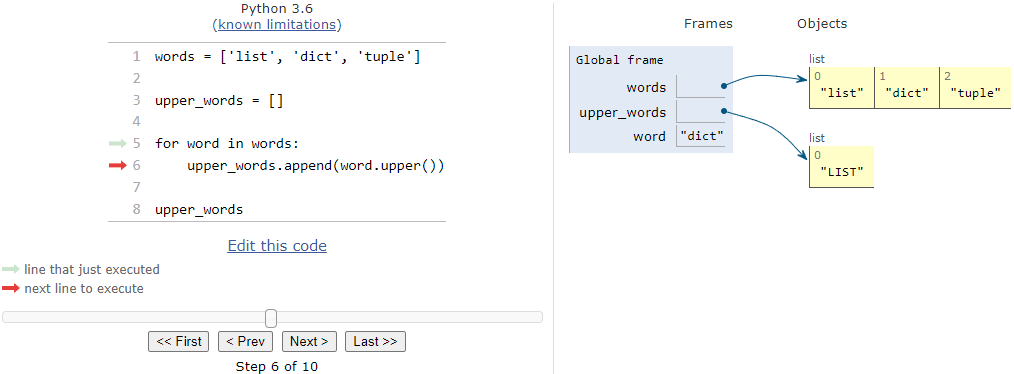 Python 3.6
(known limitations)
1 words = ['list', 'dict', 'tuple']
2
3 upper_words = []
4
5 for word in words:
6     upper_words.append(word.upper())
7
8 upper_words
Edit this code
line that just executed
next line to execute
<< First < Prev Next > Last >>
Step 6 of 10
Frames Objects
Global frame
words
upper_words
word "dict"
list
0 1 2
"list" "dict" "tuple"
list
0
"LIST"